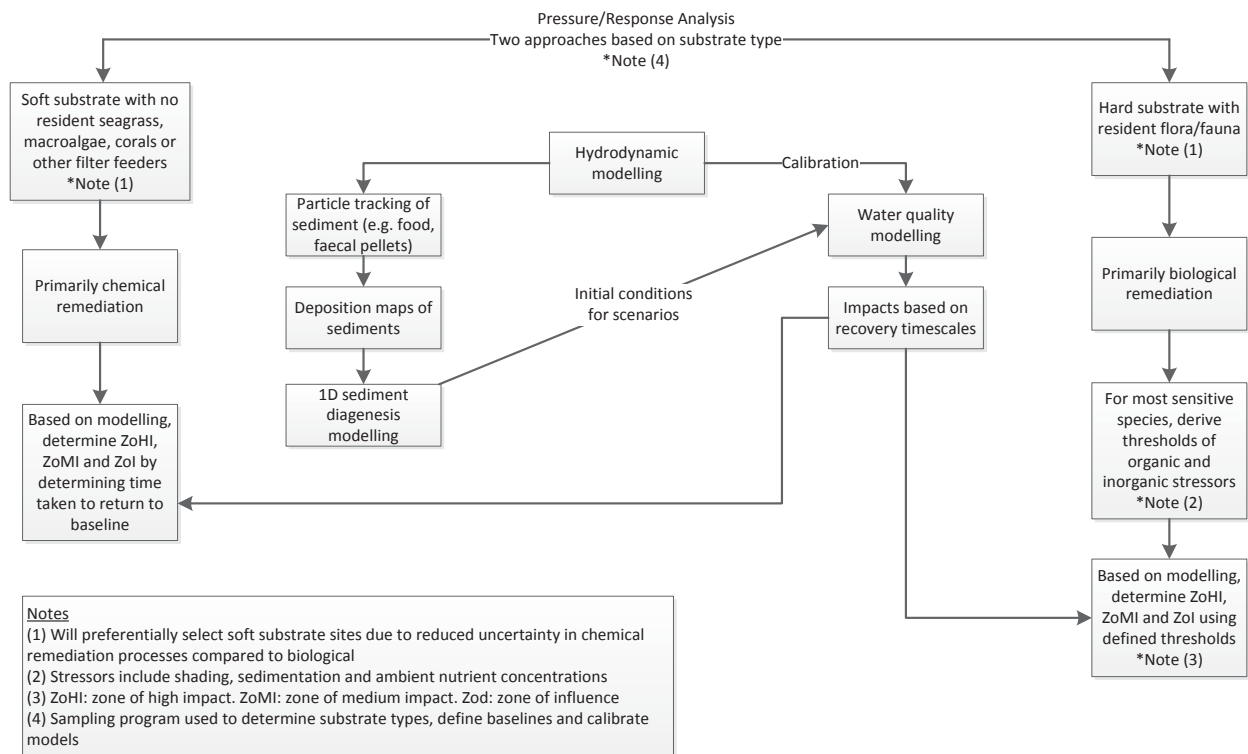 Pressure/Response Analysis
Two approaches based on substrate type
*Note (4)
Soft substrate with no
resident seagrass,
macroalgae, corals or
other filter feeders
*Note (1)
Hard substrate with
resident flora/fauna
*Note (1)
Hydrodynamic
modelling
Calibration
Particle tracking of
sediment (e.g. food,
faecal pellets)
Water quality
modelling
Primarily chemical
remediation
Deposition maps of
sediments
Initial conditions
for scenarios
Impacts based on
recovery timescales
Primarily biological
remediation
1D sediment
diagenesis
modelling
Based on modelling,
determine ZoHI,
ZoMI and ZoI by
determining time
taken to return to
baseline
For most sensitive
species, derive
thresholds of
organic and
inorganic stressors
*Note (2)
Based on modelling,
determine ZoHI,
ZoMI and ZoI using
defined thresholds
*Note (3)
Notes
(1) Will preferentially select soft substrate sites due to reduced uncertainty in chemical
remediation processes compared to biological
(2) Stressors include shading, sedimentation and ambient nutrient concentrations
(3) ZoHI: zone of high impact. ZoMI: zone of medium impact. Zod: zone of influence
(4) Sampling program used to determine substrate types, define baselines and calibrate
models